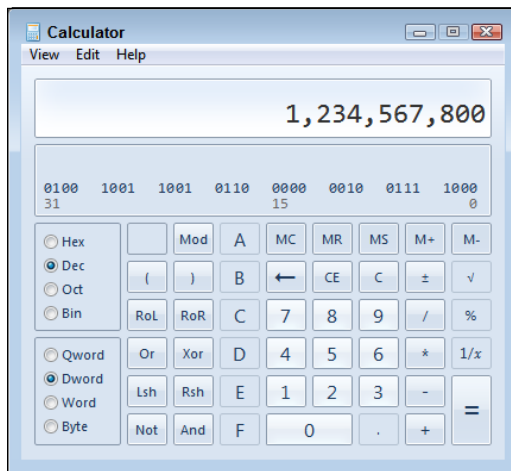 Calculator
View Edit Help
1,234,567,800
0100 1001 1001 0110 0000 0010 0111 1000
31 15 0
Hex Mod A MC MR MS M+ M-
Dec ( ) B ← CE C ± √
Oct
Bin RoL RoR C 7 8 9 / %
Qword Or Xor D 4 5 6 * 1/x
Dword Lsh Rsh E 1 2 3 - =
Word
Byte Not And F 0 . +